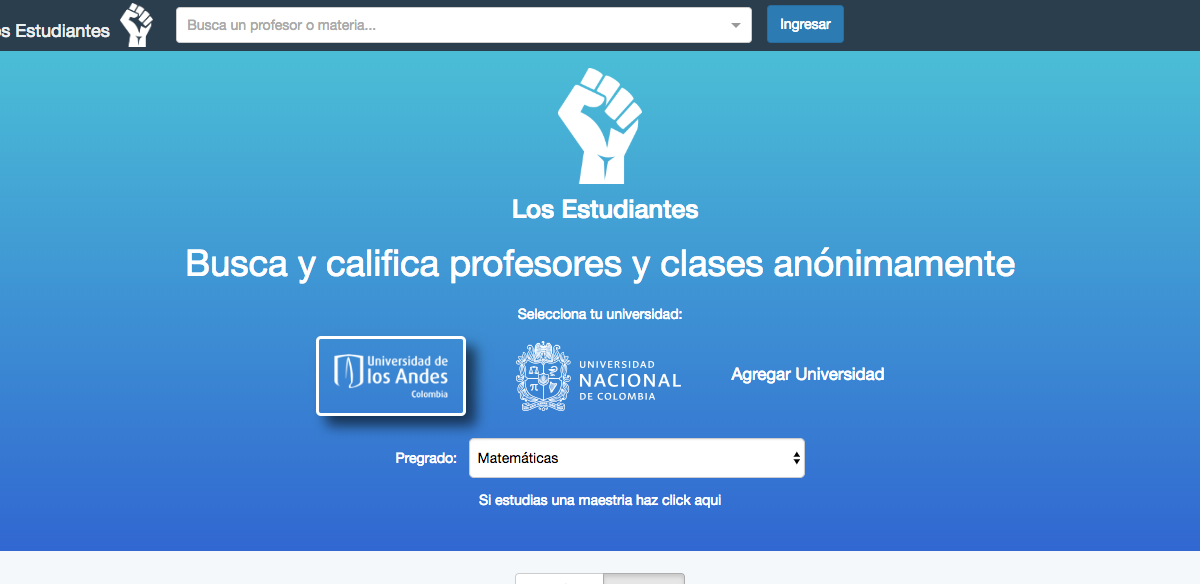 s Estudiantes
Busca un profesor o materia...
Ingresar
Los Estudiantes
Busca y califica profesores y clases anónimamente
Selecciona tu universidad:
Universidad de
los Andes
Colombia
UNIVERSIDAD
NACIONAL
DE COLOMBIA
Agregar Universidad
Pregrado:
Matemáticas
Si estudias una maestria haz click aqui